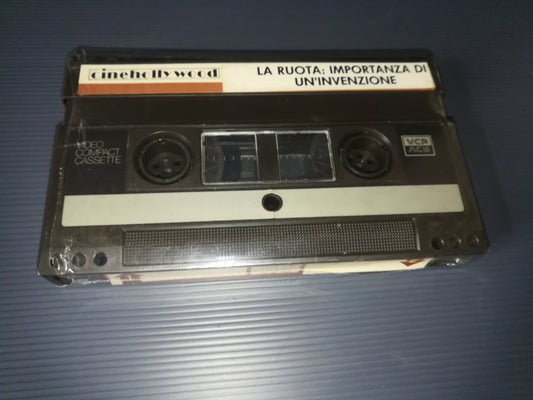 cinehollywood
LA RUOTA: IMPORTANZA DI
UN'INVENZIONE
VIDEO
COMPACT
CASSETTE
VCR